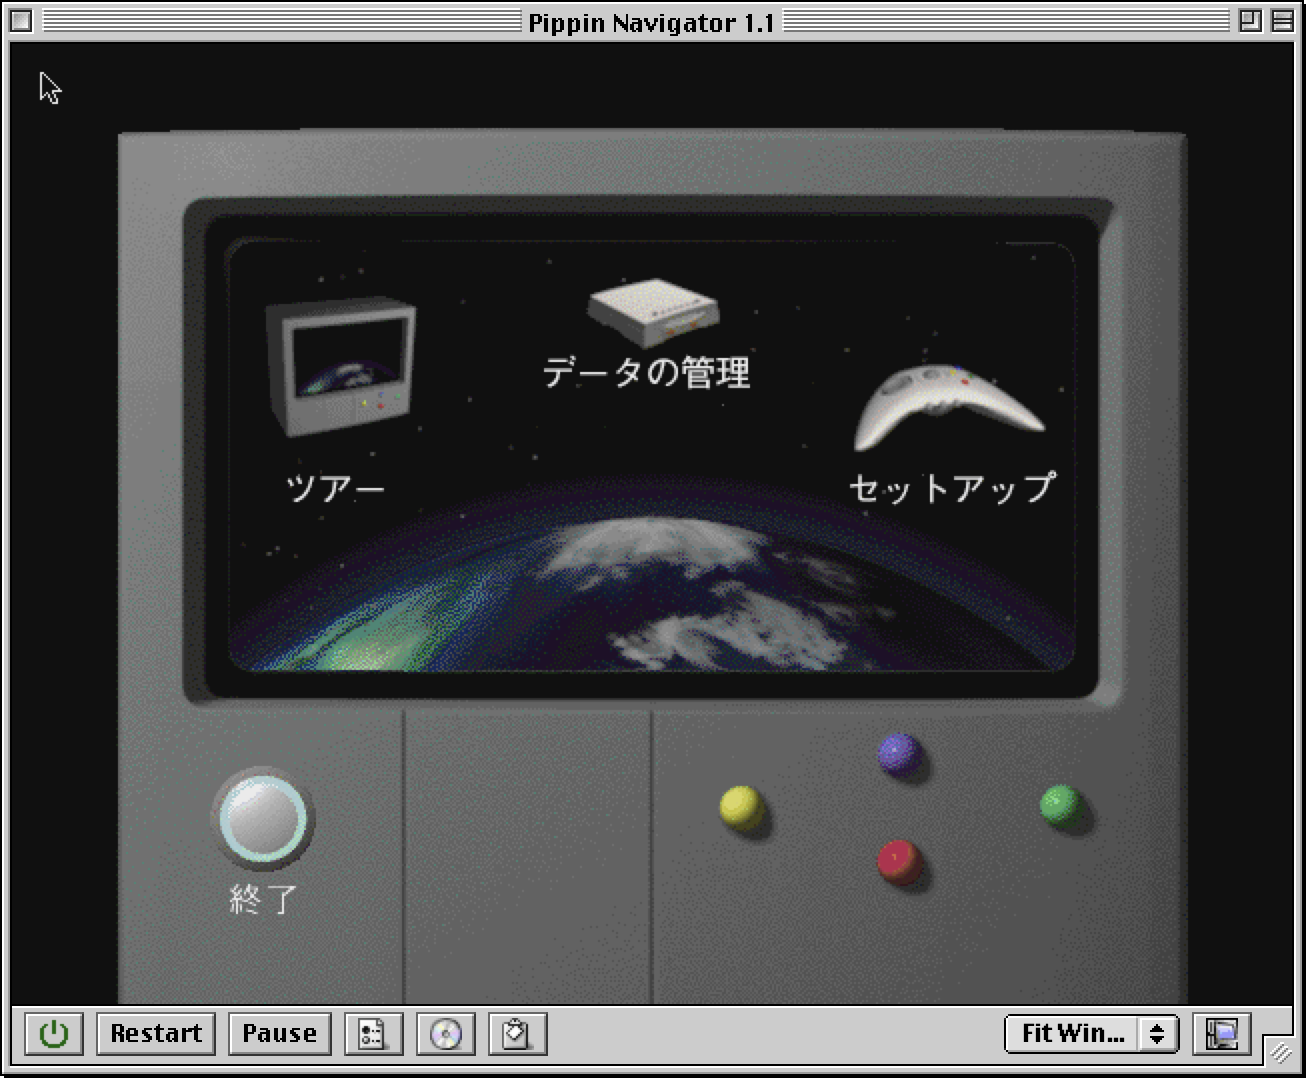 Pippin Navigator 1.1
データの管理
ツアー
セットアップ
終了
Restart
Pause
Fit Win...